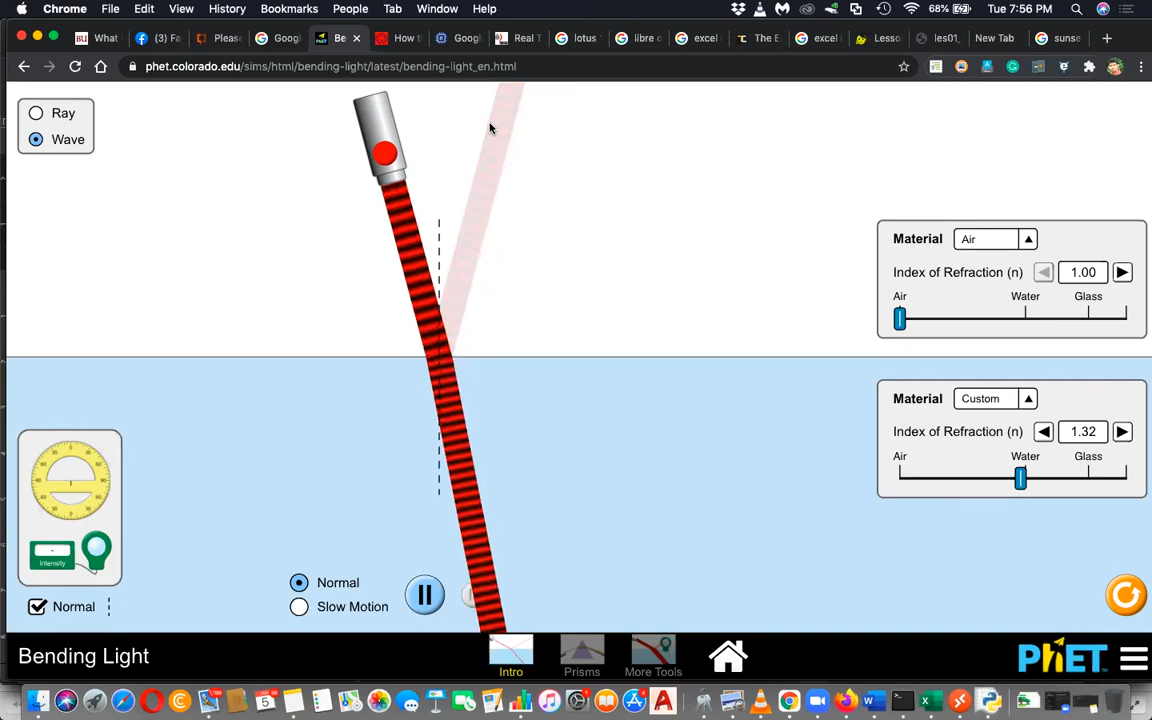 Chrome File Edit View History Bookmarks People Tab Window Help 68% Tue 7:56 PM
What (3) Fa Please Googl Be How t Googl Real T lotus libre o excel The E excel Lesso les01_ New Tab sunse
phet.colorado.edu/sims/html/bending-light/latest/bending-light_en.html
Ray
Wave
Material Air
Index of Refraction (n) 1.00
Air Water Glass
Material Custom
Index of Refraction (n) 1.32
Air Water Glass
Intensity
Normal
Normal
Slow Motion
Bending Light
Intro
Prisms
More Tools
PhET